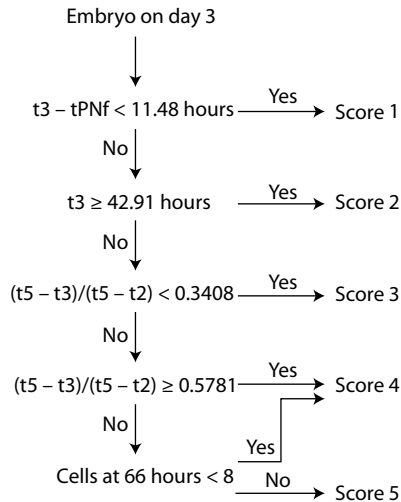 Embryo on day 3
t3 – tPNf < 11.48 hours Yes Score 1
No
t3 ≥ 42.91 hours Yes Score 2
No
(t5 – t3)/(t5 – t2) < 0.3408 Yes Score 3
No
(t5 – t3)/(t5 – t2) ≥ 0.5781 Yes Score 4
No
Yes
Cells at 66 hours < 8 No Score 5